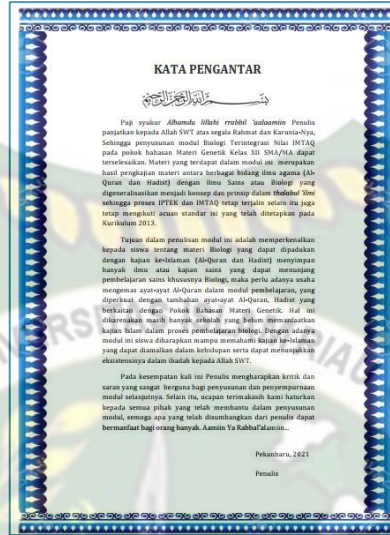 KATA PENGANTAR
بِسْــــــمِ اللهِ الرَّحْمٰنِ الرَّحِيْمِ
Puji syukur Alhamdu lillahi rrabbil 'aalaamiin Penulis
panjatkan kepada Allah SWT atas segala Rahmat dan Karunia-Nya,
Sehingga penyusunan modul Biologi Terintegrasi Nilai IMTAQ
pada pokok bahasan Materi Genetik Kelas XII SMA/MA dapat
terselesaikan. Materi yang terdapat dalam modul ini merupakan
hasil pengkajian materi antara berbagai bidang ilmu agama (Al-
Quran dan Hadist) dengan Ilmu Sains atau Biologi yang
digeneralisasikan menjadi konsep dan prinsip dalam tholabul 'ilmi
sehingga proses IPTEK dan IMTAQ tetap terjalin selain itu juga
tetap mengikuti acuan standar isi yang telah ditetapkan pada
Kurikulum 2013.
Tujuan dalam penulisan modul ini adalah memperkenalkan
kepada siswa tentang materi Biologi yang dapat dipadukan
dengan kajian ke-Islaman (Al-Quran dan Hadist) menyimpan
banyak ilmu atau kajian sains yang dapat menunjang
pembelajaran sains khususnya Biologi, maka perlu adanya usaha
mengemas ayat-ayat Al-Quran dalam modul pembelajaran, yang
diperkuat dengan tambahan ayat-ayat Al-Quran, Hadist yang
berkaitan dengan Pokok Bahasan Materi Genetik. Hal ini
dikarenakan masih banyak sekolah yang belum memanfaatkan
kajian Islam dalam proses pembelajaran biologi. Dengan adanya
modul ini siswa diharapkan mampu memahami kajian ke-Islaman
yang dapat diamalkan dalam kehidupan serta dapat menunjukkan
eksistensinya dalam ibadah kepada Allah SWT.
Pada kesempatan kali ini Penulis mengharapkan kritik dan
saran yang sangat berguna bagi penyusunan dan penyempurnaan
modul selanjutnya. Selain itu, ucapan terimakasih kami haturkan
kepada semua pihak yang telah membantu dalam penyusunan
modul, semoga apa yang telah disumbangkan dari penulis dapat
bermanfaat bagi orang banyak. Aamiin Ya Rabbal'alamiin...
Pekanbaru, 2021
Penulis